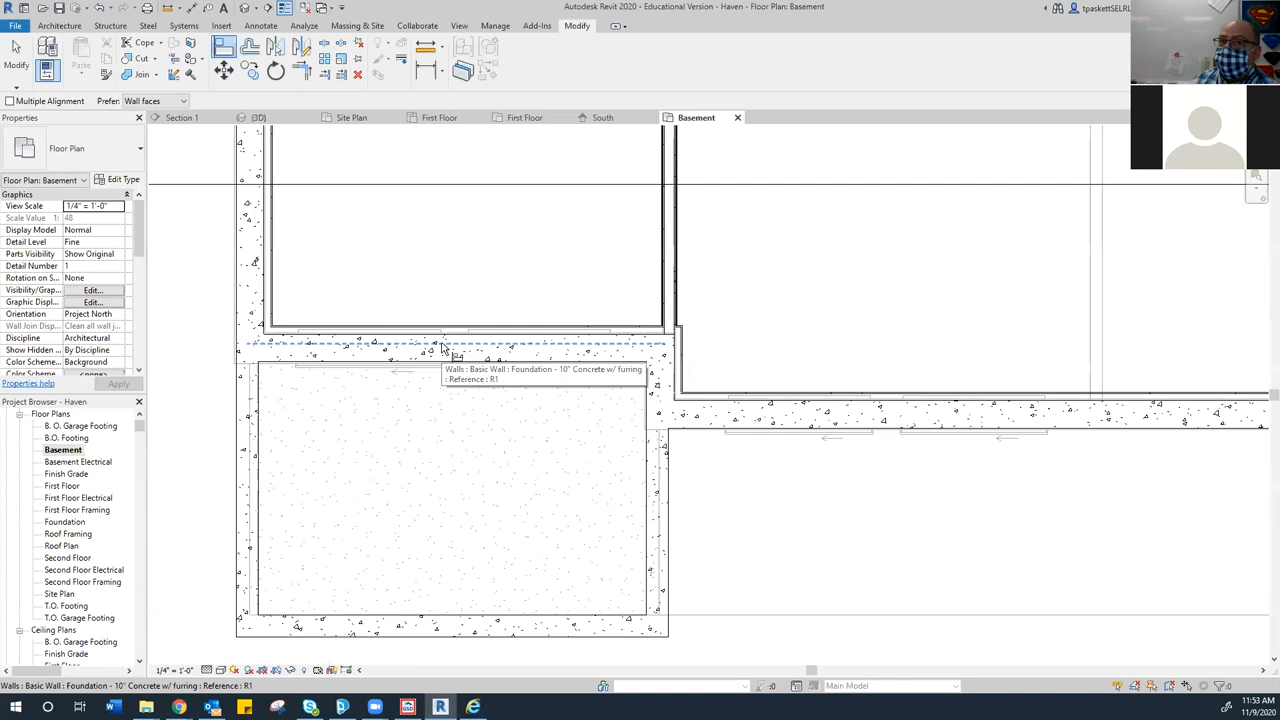 Autodesk Revit 2020 - Educational Version - Haven - Floor Plan: Basement
tpaskettSELRL
File Architecture Structure Steel Systems Insert Annotate Analyze Massing & Site Collaborate View Manage Add-Ins Modify
Modify Paste Cope Cut Join
Multiple Alignment Prefer: Wall faces
Properties
Section 1 {3D} Site Plan First Floor First Floor South Basement
Floor Plan
Floor Plan: Basement Edit Type
Graphics
View Scale 1/4" = 1'-0"
Scale Value 1: 48
Display Model Normal
Detail Level Fine
Parts Visibility Show Original
Detail Number 1
Rotation on S... None
Visibility/Grap... Edit...
Graphic Displ... Edit...
Orientation Project North
Wall Join Disp... Clean all wall j...
Discipline Architectural
Show Hidden ... By Discipline
Color Scheme... Background
Color Scheme... <none>
Properties help Apply
Project Browser - Haven
Floor Plans
B. O. Garage Footing
B.O. Footing
Basement
Basement Electrical
Finish Grade
First Floor
First Floor Electrical
First Floor Framing
Foundation
Roof Framing
Roof Plan
Second Floor
Second Floor Electrical
Second Floor Framing
Site Plan
T.O. Footing
T.O. Garage Footing
Ceiling Plans
B. O. Garage Footing
Finish Grade
Walls : Basic Wall : Foundation - 10" Concrete w/ furring
: Reference : R1
1/4" = 1'-0"
Walls : Basic Wall : Foundation - 10" Concrete w/ furring : Reference : R1
:0 Main Model :0
11:53 AM
11/9/2020